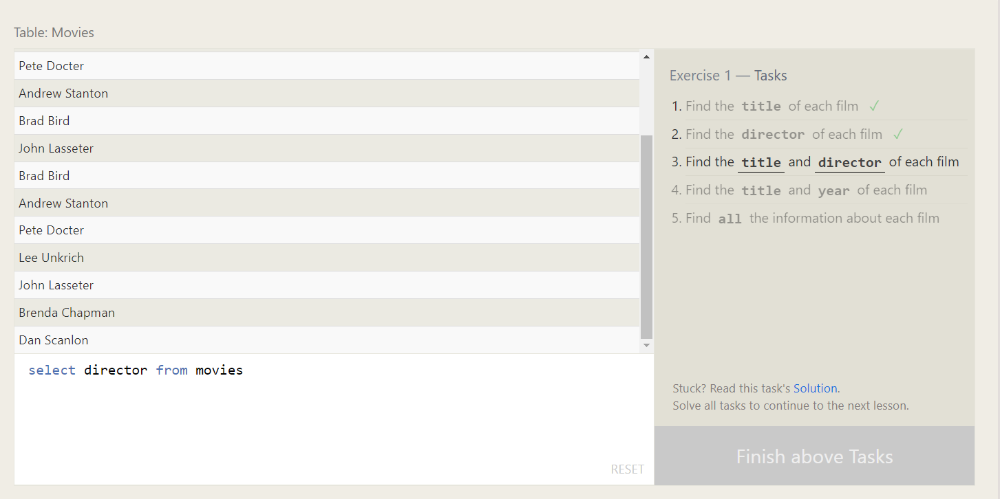 Table: Movies
Pete Docter
Andrew Stanton
Brad Bird
John Lasseter
Brad Bird
Andrew Stanton
Pete Docter
Lee Unkrich
John Lasseter
Brenda Chapman
Dan Scanlon
select director from movies
RESET
Exercise 1 — Tasks
1. Find the title of each film ✓
2. Find the director of each film ✓
3. Find the title and director of each film
4. Find the title and year of each film
5. Find all the information about each film
Stuck? Read this task's Solution.
Solve all tasks to continue to the next lesson.
Finish above Tasks